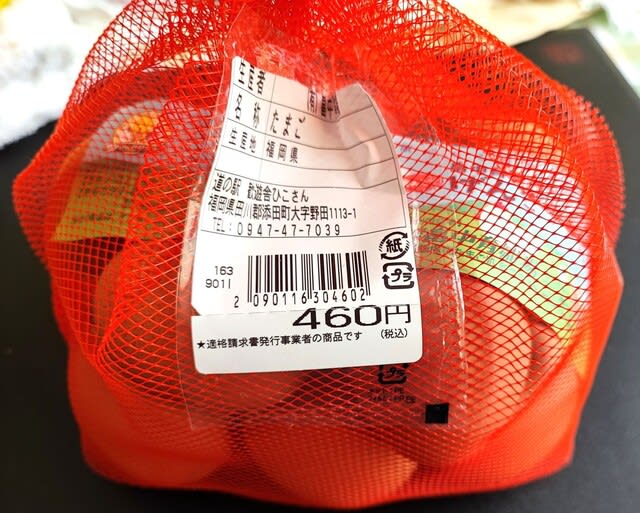 生産者
名称 たまご
生産地 福岡県
道の駅 歓遊舎ひこさん
福岡県田川郡添田町大字野田1113-1
TEL:0947-47-7039
紙
プラ
163
9011
2 090116 304602
460円
(税込)
★適格請求書発行事業者の商品です
プラ